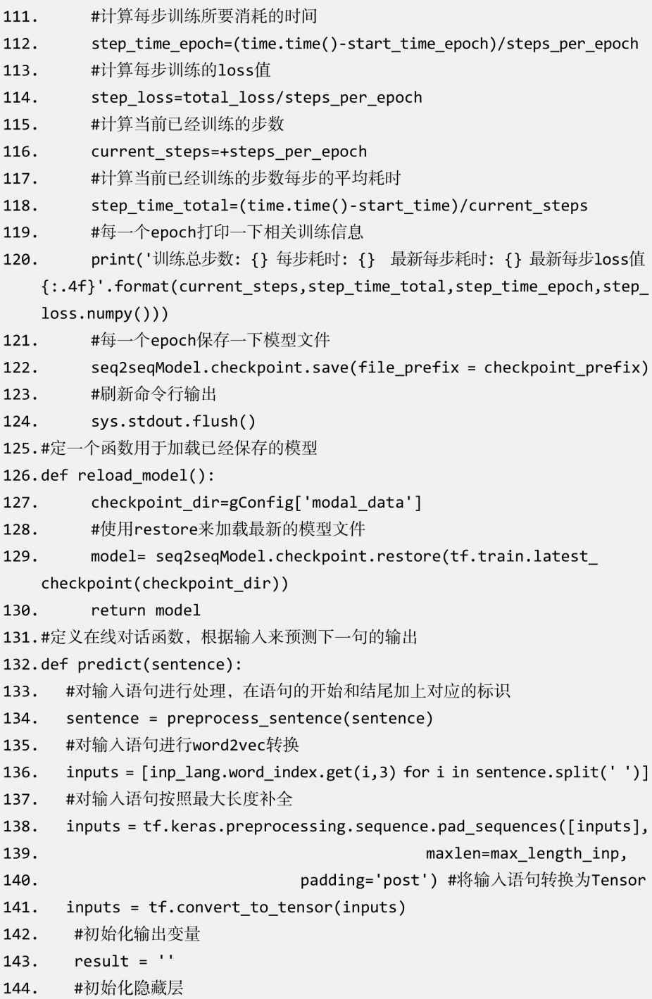 111.      #计算每步训练所要消耗的时间
112.      step_time_epoch=(time.time()-start_time_epoch)/steps_per_epoch
113.      #计算每步训练的loss值
114.      step_loss=total_loss/steps_per_epoch
115.      #计算当前已经训练的步数
116.      current_steps=+steps_per_epoch
117.      #计算当前已经训练的步数每步的平均耗时
118.      step_time_total=(time.time()-start_time)/current_steps
119.      #每一个epoch打印一下相关训练信息
120.      print('训练总步数: {} 每步耗时: {}  最新每步耗时: {} 最新每步loss值
{:.4f}'.format(current_steps,step_time_total,step_time_epoch,step_
loss.numpy()))
121.      #每一个epoch保存一下模型文件
122.      seq2seqModel.checkpoint.save(file_prefix = checkpoint_prefix)
123.      #刷新命令行输出
124.      sys.stdout.flush()
125.#定一个函数用于加载已经保存的模型
126.def reload_model():
127.      checkpoint_dir=gConfig['modal_data']
128.      #使用restore来加载最新的模型文件
129.      model= seq2seqModel.checkpoint.restore(tf.train.latest_
checkpoint(checkpoint_dir))
130.      return model
131.#定义在线对话函数, 根据输入来预测下一句的输出
132.def predict(sentence):
133.   #对输入语句进行处理, 在语句的开始和结尾加上对应的标识
134.   sentence = preprocess_sentence(sentence)
135.   #对输入语句进行word2vec转换
136.   inputs = [inp_lang.word_index.get(i,3) for i in sentence.split(' ')]
137.   #对输入语句按照最大长度补全
138.   inputs = tf.keras.preprocessing.sequence.pad_sequences([inputs],
139.                                              maxlen=max_length_inp,
140.                               padding='post') #将输入语句转换为Tensor
141.   inputs = tf.convert_to_tensor(inputs)
142.    #初始化输出变量
143.    result = ''
144.    #初始化隐藏层